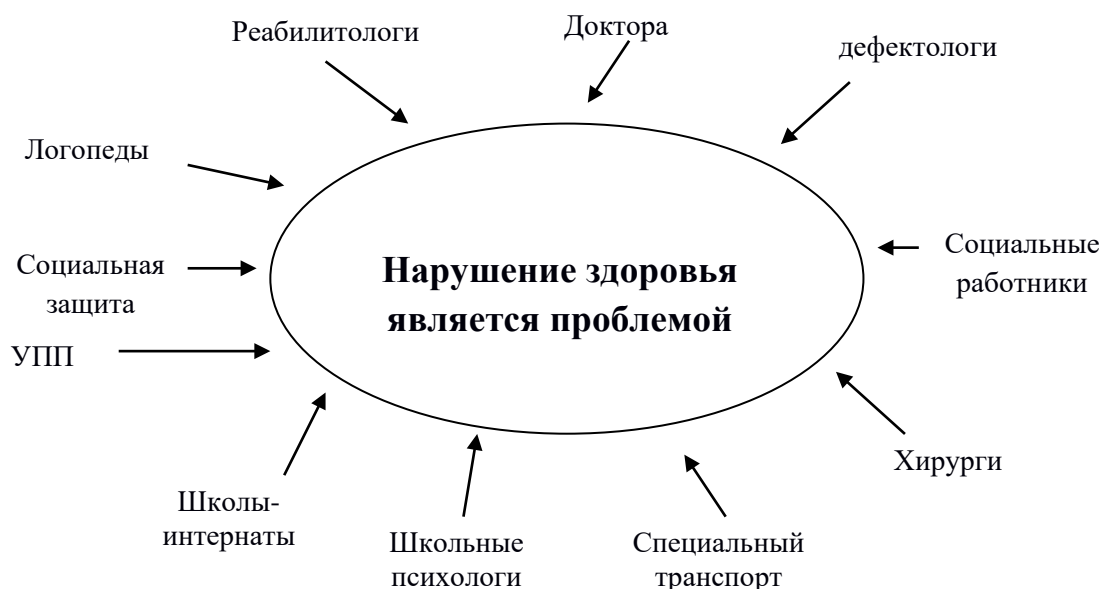 Доктора
Реабилитологи
дефектологи
Логопеды
Социальные
работники
Социальная
защита
Нарушение здоровья
является проблемой
УПП
Хирурги
Школы-
интернаты
Школьные
психологи
Специальный
транспорт